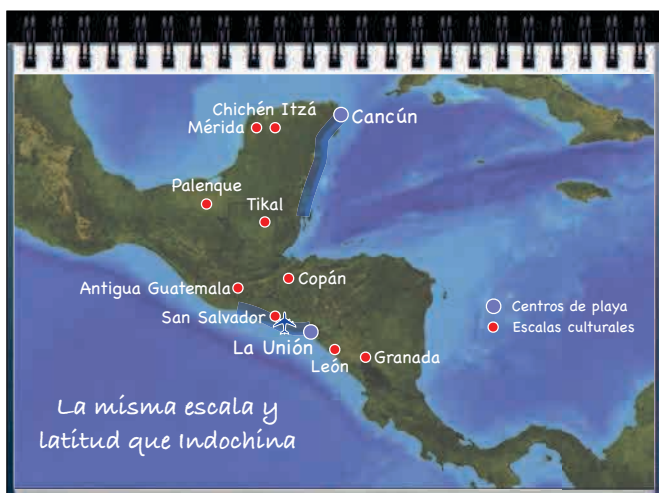 Chichén Itzá
Mérida
Cancún
Palenque
Tikal
Antigua Guatemala
Copán
San Salvador
La Unión
León
Granada
Centros de playa
Escalas culturales
La misma escala y
latitud que Indochina